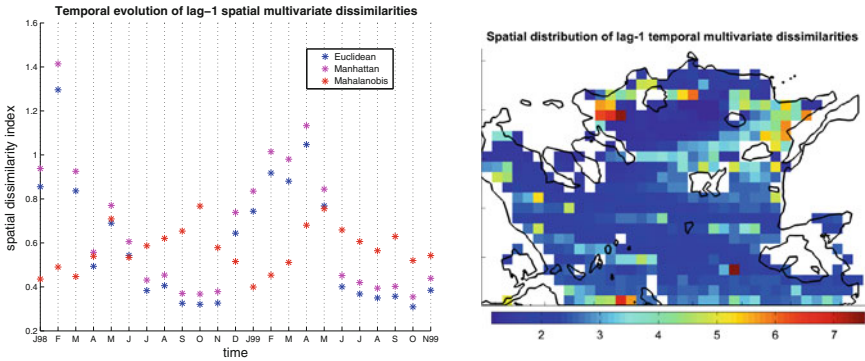 Temporal evolution of lag-1 spatial multivariate dissimilarities
1.6
1.4
1.2
1
0.8
0.6
0.4
0.2
spatial dissimilarity index
Euclidean
Manhattan
Mahalanobis
J98 F M A M J J A S O N D J99 F M A M J J A S O N99
time
Spatial distribution of lag-1 temporal multivariate dissimilarities
2 3 4 5 6 7